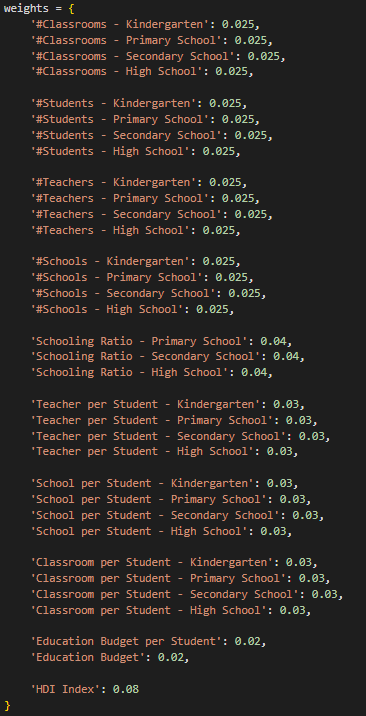 weights = {
'#Classrooms - Kindergarten': 0.025,
'#Classrooms - Primary School': 0.025,
'#Classrooms - Secondary School': 0.025,
'#Classrooms - High School': 0.025,
'#Students - Kindergarten': 0.025,
'#Students - Primary School': 0.025,
'#Students - Secondary School': 0.025,
'#Students - High School': 0.025,
'#Teachers - Kindergarten': 0.025,
'#Teachers - Primary School': 0.025,
'#Teachers - Secondary School': 0.025,
'#Teachers - High School': 0.025,
'#Schools - Kindergarten': 0.025,
'#Schools - Primary School': 0.025,
'#Schools - Secondary School': 0.025,
'#Schools - High School': 0.025,
'Schooling Ratio - Primary School': 0.04,
'Schooling Ratio - Secondary School': 0.04,
'Schooling Ratio - High School': 0.04,
'Teacher per Student - Kindergarten': 0.03,
'Teacher per Student - Primary School': 0.03,
'Teacher per Student - Secondary School': 0.03,
'Teacher per Student - High School': 0.03,
'School per Student - Kindergarten': 0.03,
'School per Student - Primary School': 0.03,
'School per Student - Secondary School': 0.03,
'School per Student - High School': 0.03,
'Classroom per Student - Kindergarten': 0.03,
'Classroom per Student - Primary School': 0.03,
'Classroom per Student - Secondary School': 0.03,
'Classroom per Student - High School': 0.03,
'Education Budget per Student': 0.02,
'Education Budget': 0.02,
'HDI Index': 0.08
}